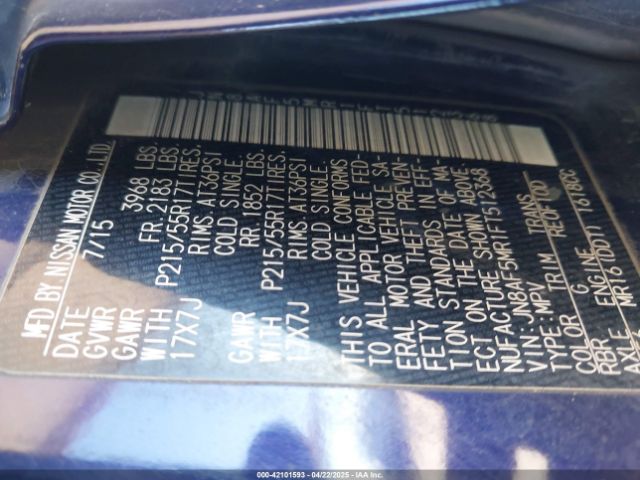 MFD BY NISSAN MOTOR CO., LTD.
DATE 7/15
GVWR 3968 LBS.
GAWR FR.2183 LBS.
WITH P215/55R17TIRES.
17X7J RIMS AT36PSI
COLD SINGLE.
GAWR RR.1852 LBS.
WITH P215/55R17TIRES.
17X7J RIMS AT36PSI
COLD SINGLE.
THIS VEHICLE CONFORMS
TO ALL APPLICABLE FED-
ERAL MOTOR VEHICLE SA-
FETY AND THEFT PREVEN-
TION STANDARDS IN EFF-
ECT ON THE DATE OF MA-
NUFACTURE SHOWN ABOVE.
VIN:JN8AF5MR1FT512368
TYPE:MPV
COLOR TRIM TRANS
RBR G RE0F10D
AXLE ENGINE
MR16DDT 1618CC
000-42101593 - 04/22/2025 - IAA Inc.